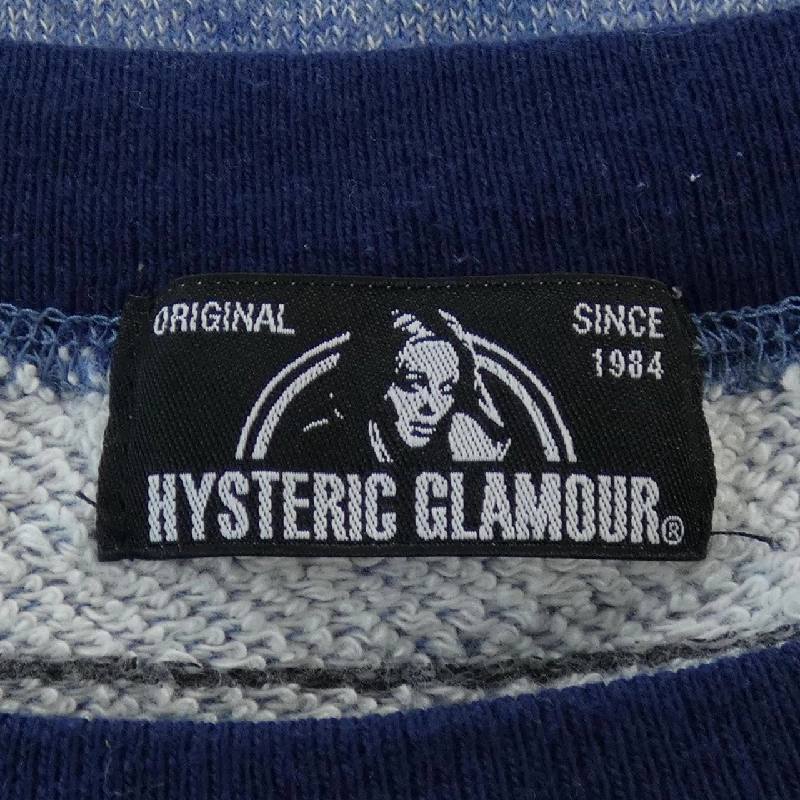 ORIGINAL
SINCE
1984
HYSTERIC GLAMOUR®